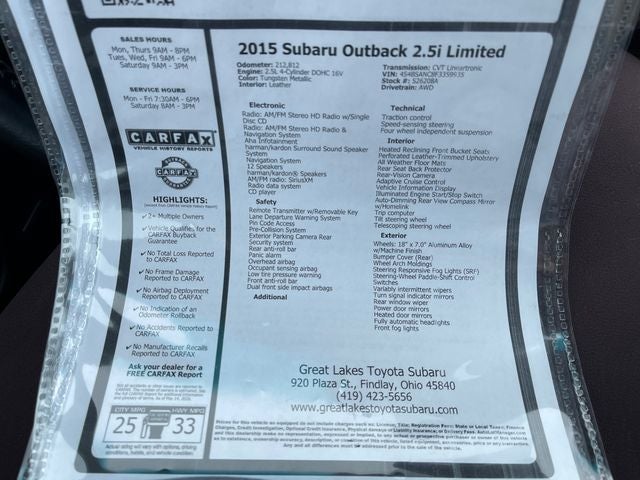 SALES HOURS
Mon, Thurs 9AM - 8PM
Tues, Wed, Fri 9AM - 6PM
Saturday 9AM - 3PM
SERVICE HOURS
Mon - Fri 7:30AM - 6PM
Saturday 8AM - 3PM
CARFAX
VEHICLE HISTORY REPORTS
CARFAX
HIGHLIGHTS:
2+ Multiple Owners
Vehicle Qualifies for the
CARFAX Buyback
Guarantee
No Total Loss Reported
to CARFAX
No Frame Damage
Reported to CARFAX
No Airbag Deployment
Reported to CARFAX
No Indication of an
Odometer Rollback
No Accidents Reported to
CARFAX
No Manufacturer Recalls
Reported to CARFAX
Ask your dealer for a
FREE CARFAX Report
CITY MPG
25
HWY MPG
33
Actual rating will vary with options, driving
conditions, habits and vehicle condition.
2015 Subaru Outback 2.5i Limited
Odometer: 212,812
Engine: 2.5L 4-Cylinder DOHC 16V
Color: Tungsten Metallic
Interior: Leather
Transmission: CVT Lineartronic
VIN: 4S4BSANC8F3359935
Stock #: S26208A
Drivetrain: AWD
Electronic
Radio: AM/FM Stereo HD Radio w/Single
Disc CD
Radio: AM/FM Stereo HD Radio &
Navigation System
Aha Infotainment
harman/kardon Surround Sound Speaker
System
Navigation System
12 Speakers
harman/kardon® Speakers
AM/FM radio: SiriusXM
Radio data system
CD player
Safety
Remote Transmitter w/Removable Key
Lane Departure Warning System
Pin Code Access
Pre-Collision System
Exterior Parking Camera Rear
Security system
Rear anti-roll bar
Panic alarm
Overhead airbag
Occupant sensing airbag
Low tire pressure warning
Front anti-roll bar
Dual front side impact airbags
Additional
Technical
Traction control
Speed-sensing steering
Four wheel independent suspension
Interior
Heated Reclining Front Bucket Seats
Perforated Leather-Trimmed Upholstery
All Weather Floor Mats
Rear Seat Back Protector
Rear-Vision Camera
Adaptive Cruise Control
Vehicle Information Display
Illuminated Engine Start/Stop Switch
Auto-Dimming Rear View Compass Mirror
w/Homelink
Trip computer
Tilt steering wheel
Telescoping steering wheel
Exterior
Wheels: 18" x 7.0" Aluminum Alloy
w/Machine Finish
Bumper Cover (Rear)
Wheel Arch Moldings
Steering Responsive Fog Lights (SRF)
Steering-Wheel Paddle-Shift Control
Switches
Variably intermittent wipers
Turn signal indicator mirrors
Rear window wiper
Power door mirrors
Heated door mirrors
Fully automatic headlights
Front fog lights
Great Lakes Toyota Subaru
920 Plaza St., Findlay, Ohio 45840
(419) 423-5656
www.greatlakestoyotasubaru.com